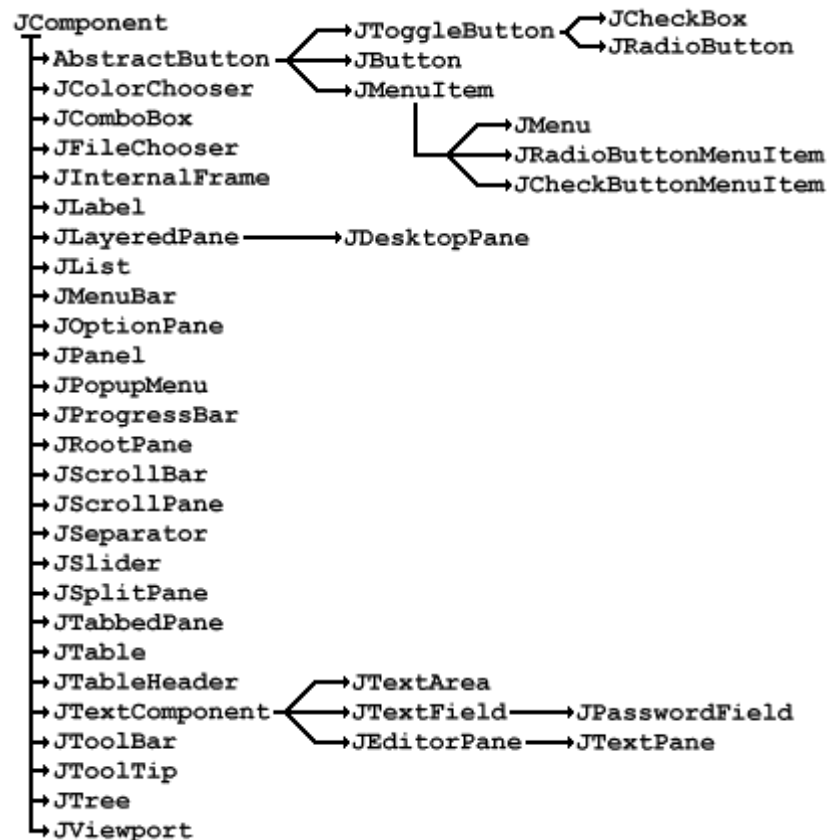 JComponent
AbstractButton JToggleButton JCheckBox
JRadioButton
JButton
JColorChooser JMenuItem
JComboBox JMenu
JFileChooser JRadioButtonMenuItem
JInternalFrame JCheckButtonMenuItem
JLabel
JLayeredPane JDesktopPane
JList
JMenuBar
JOptionPane
JPanel
JPopupMenu
JProgressBar
JRootPane
JScrollBar
JScrollPane
JSeparator
JSlider
JSplitPane
JTabbedPane
JTable
JTableHeader JTextArea
JTextComponent JTextField JPasswordField
JToolBar JEditorPane JTextPane
JToolTip
JTree
JViewport